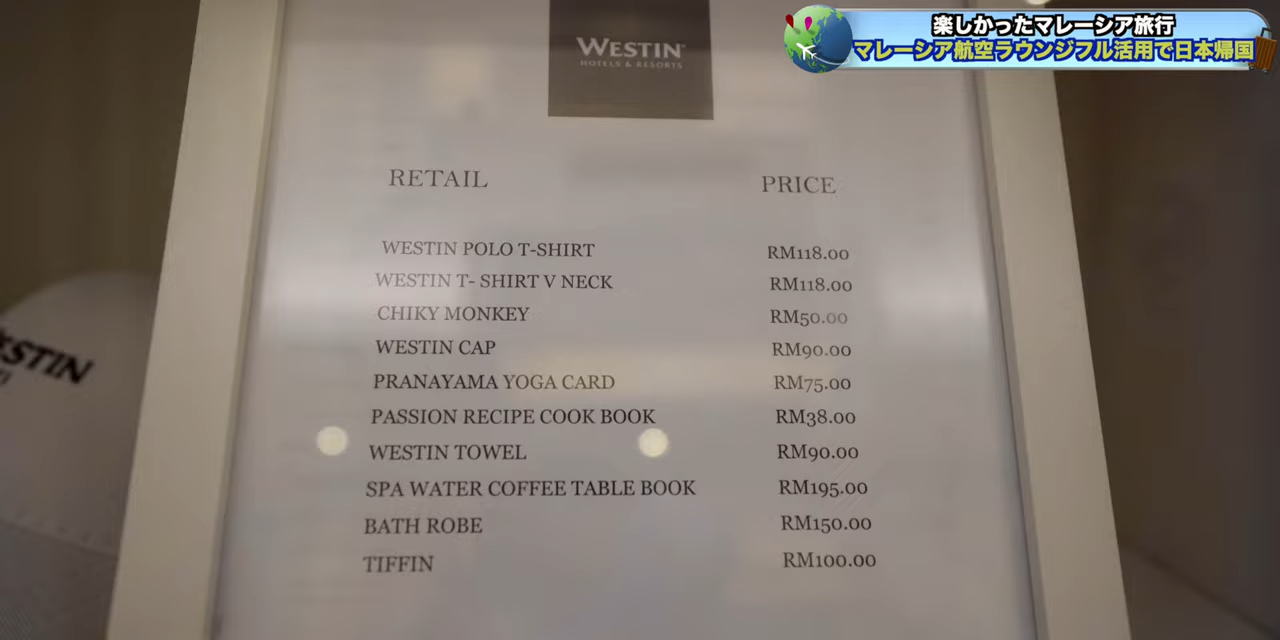 楽しかったマレーシア旅行
マレーシア航空ラウンジフル活用で日本帰国
WESTIN
HOTELS & RESORTS
RETAIL PRICE
WESTIN POLO T-SHIRT RM118.00
WESTIN T- SHIRT V NECK RM118.00
CHIKY MONKEY RM50.00
WESTIN CAP RM90.00
PRANAYAMA YOGA CARD RM75.00
PASSION RECIPE COOK BOOK RM38.00
WESTIN TOWEL RM90.00
SPA WATER COFFEE TABLE BOOK RM195.00
BATH ROBE RM150.00
TIFFIN RM100.00
WESTIN